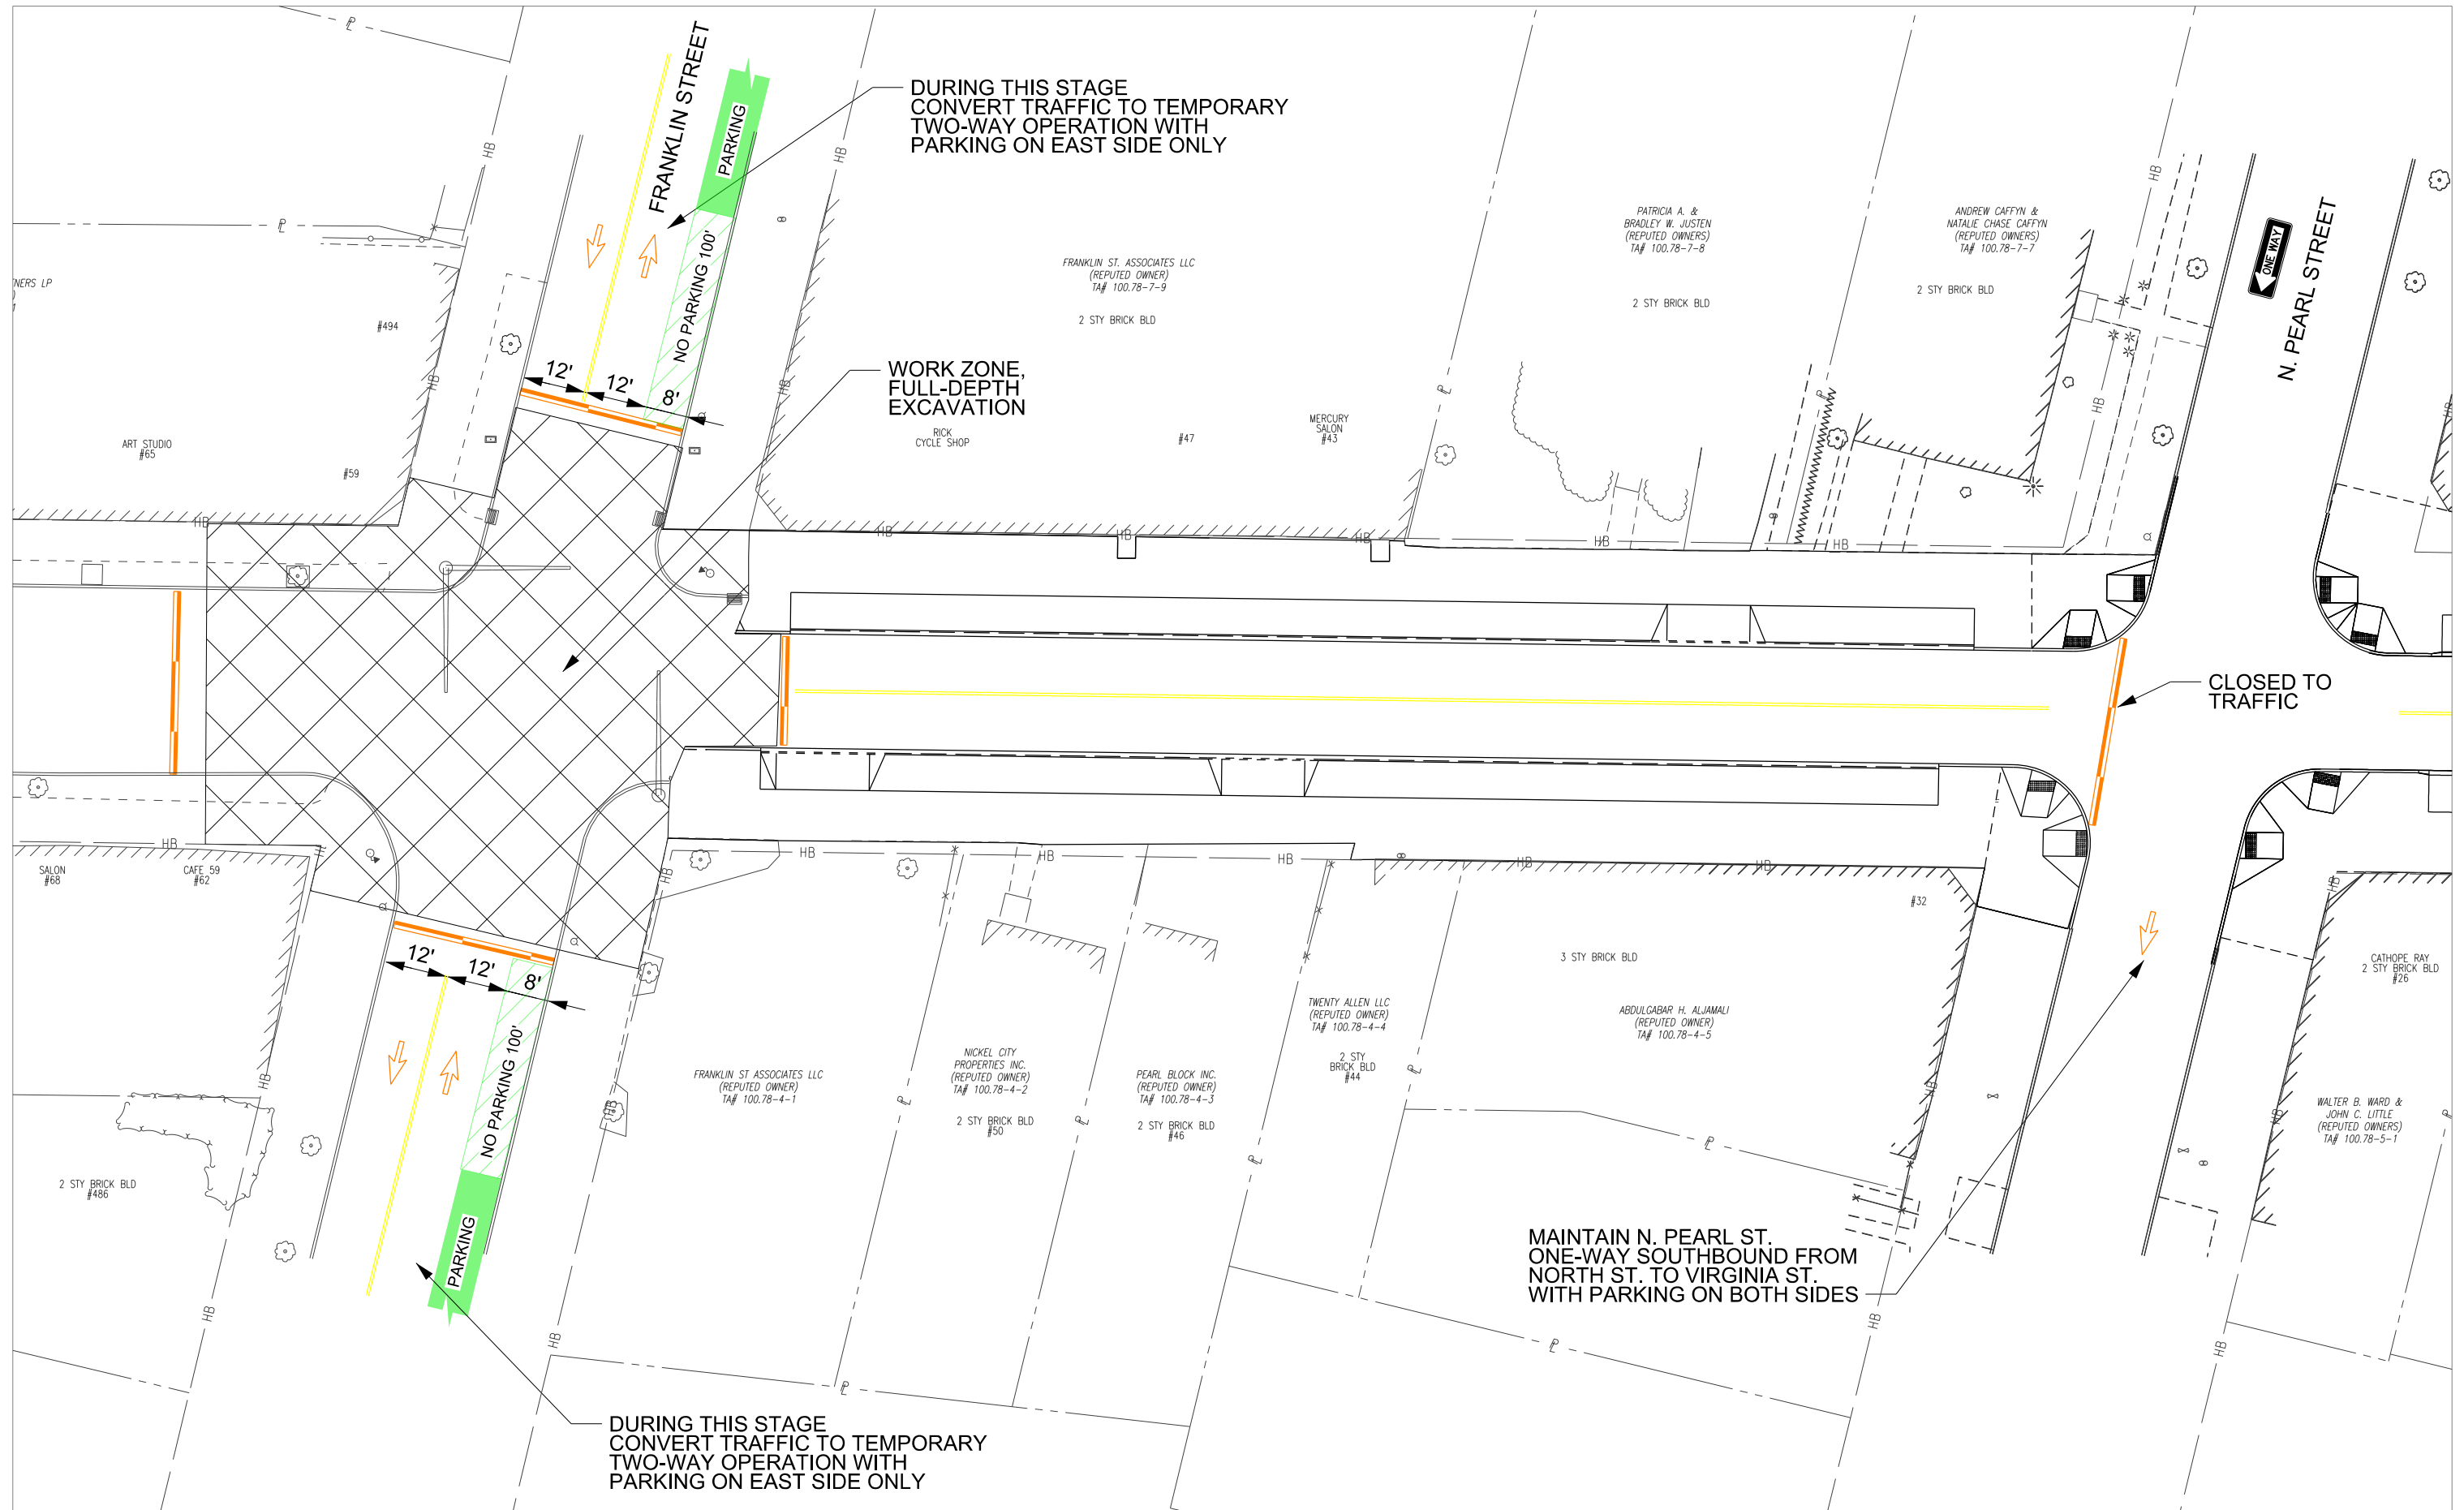 FRANKLIN STREET
PARKING
NO PARKING 100'
12'
12'
8'
DURING THIS STAGE
CONVERT TRAFFIC TO TEMPORARY
TWO-WAY OPERATION WITH
PARKING ON EAST SIDE ONLY
WORK ZONE,
FULL-DEPTH
EXCAVATION
NERS LP
#494
ART STUDIO
#65
#59
FRANKLIN ST. ASSOCIATES LLC
(REPUTED OWNER)
TA# 100.78-7-9
2 STY BRICK BLD
RICK
CYCLE SHOP
#47
MERCURY
SALON
#43
PATRICIA A. &
BRADLEY W. JUSTEN
(REPUTED OWNERS)
TA# 100.78-7-8
2 STY BRICK BLD
ANDREW CAFFYN &
NATALIE CHASE CAFFYN
(REPUTED OWNERS)
TA# 100.78-7-7
2 STY BRICK BLD
ONE WAY
N. PEARL STREET
CLOSED TO
TRAFFIC
SALON
#68
CAFE 59
#62
12'
12'
8'
NO PARKING 100'
PARKING
2 STY BRICK BLD
#486
FRANKLIN ST ASSOCIATES LLC
(REPUTED OWNER)
TA# 100.78-4-1
NICKEL CITY
PROPERTIES INC.
(REPUTED OWNER)
TA# 100.78-4-2
2 STY BRICK BLD
#50
PEARL BLOCK INC.
(REPUTED OWNER)
TA# 100.78-4-3
2 STY BRICK BLD
#46
TWENTY ALLEN LLC
(REPUTED OWNER)
TA# 100.78-4-4
2 STY
BRICK BLD
#44
#32
3 STY BRICK BLD
ABDULGABAR H. ALJAMALI
(REPUTED OWNER)
TA# 100.78-4-5
CATHOPE RAY
2 STY BRICK BLD
#26
WALTER B. WARD &
JOHN C. LITTLE
(REPUTED OWNERS)
TA# 100.78-5-1
MAINTAIN N. PEARL ST.
ONE-WAY SOUTHBOUND FROM
NORTH ST. TO VIRGINIA ST.
WITH PARKING ON BOTH SIDES
DURING THIS STAGE
CONVERT TRAFFIC TO TEMPORARY
TWO-WAY OPERATION WITH
PARKING ON EAST SIDE ONLY